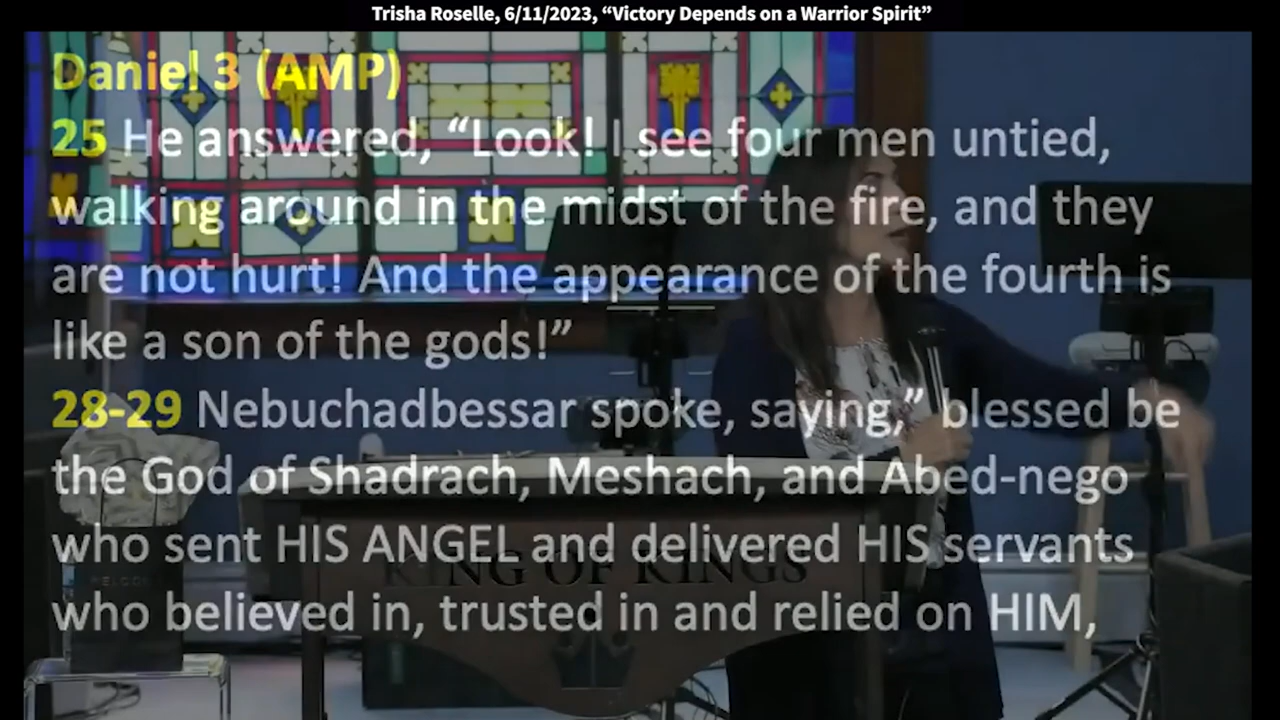 Trisha Roselle, 6/11/2023, “Victory Depends on a Warrior Spirit”
Daniel 3 (AMP)
25 He answered, “Look! I see four men untied,
walking around in the midst of the fire, and they
are not hurt! And the appearance of the fourth is
like a son of the gods!”
28-29 Nebuchadbessar spoke, saying,” blessed be
the God of Shadrach, Meshach, and Abed-nego
who sent HIS ANGEL and delivered HIS servants
who believed in, trusted in and relied on HIM,
KING OF KINGS